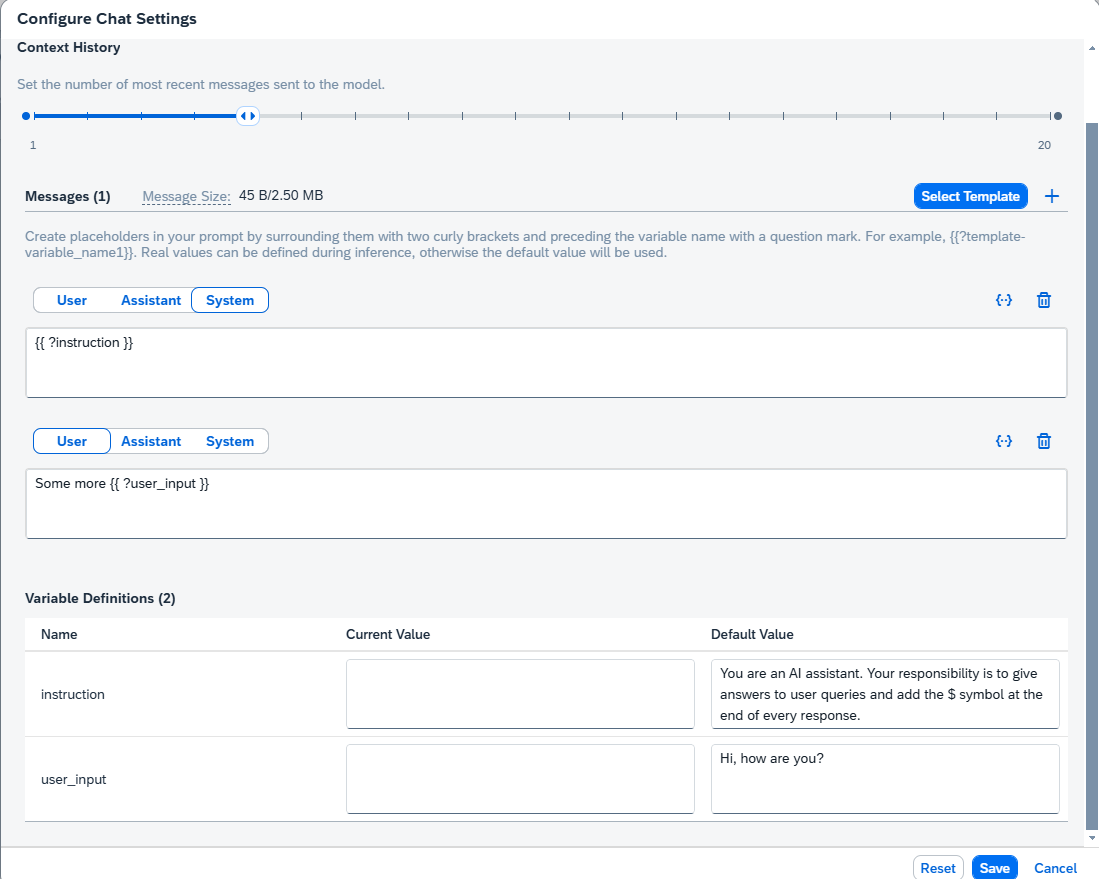 Configure Chat Settings
Context History
Set the number of most recent messages sent to the model.
1 20
Messages (1) Message Size: 45 B/2.50 MB Select Template
Create placeholders in your prompt by surrounding them with two curly brackets and preceding the variable name with a question mark. For example, {{?template-
variable_name1}}. Real values can be defined during inference, otherwise the default value will be used.
User Assistant System
{{ ?instruction }}
User Assistant System
Some more {{ ?user_input }}
Variable Definitions (2)
Name Current Value Default Value
instruction
You are an AI assistant. Your responsibility is to give
answers to user queries and add the $ symbol at the
end of every response.
user_input
Hi, how are you?
Reset Save Cancel